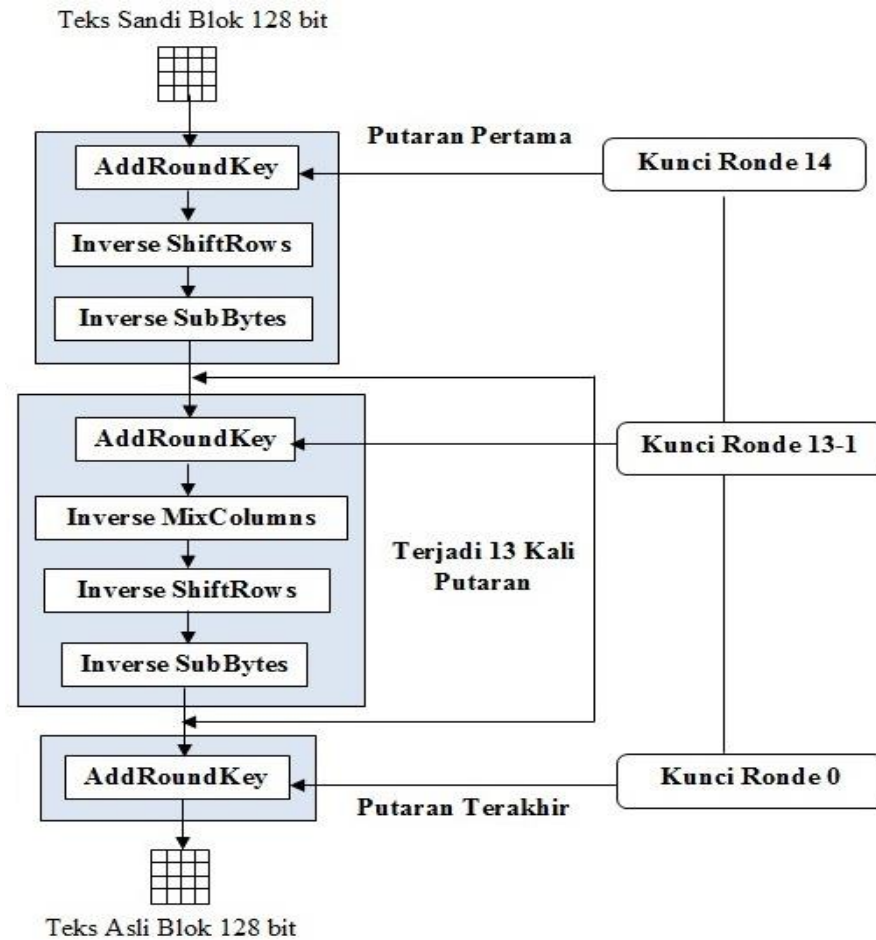 Teks Sandi Blok 128 bit
Putaran Pertama
AddRoundKey
Kunci Ronde 14
Inverse ShiftRows
Inverse SubBytes
AddRoundKey
Kunci Ronde 13-1
Inverse MixColumns
Terjadi 13 Kali
Putaran
Inverse ShiftRows
Inverse SubBytes
AddRoundKey
Kunci Ronde 0
Putaran Terakhir
Teks Asli Blok 128 bit